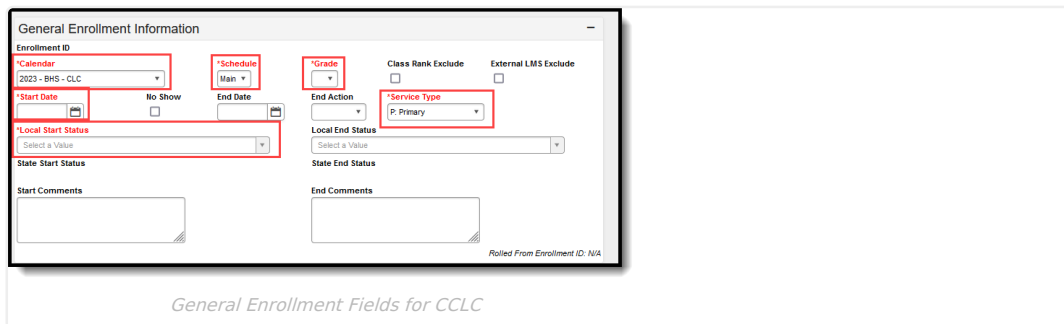 General Enrollment Information
Enrollment ID
*Calendar *Schedule *Grade Class Rank Exclude External LMS Exclude
2023 - BHS - CLC Main
*Start Date No Show End Date End Action *Service Type
P: Primary
*Local Start Status Local End Status
Select a Value Select a Value
State Start Status State End Status
Start Comments End Comments
Rolled From Enrollment ID: N/A
General Enrollment Fields for CCLC